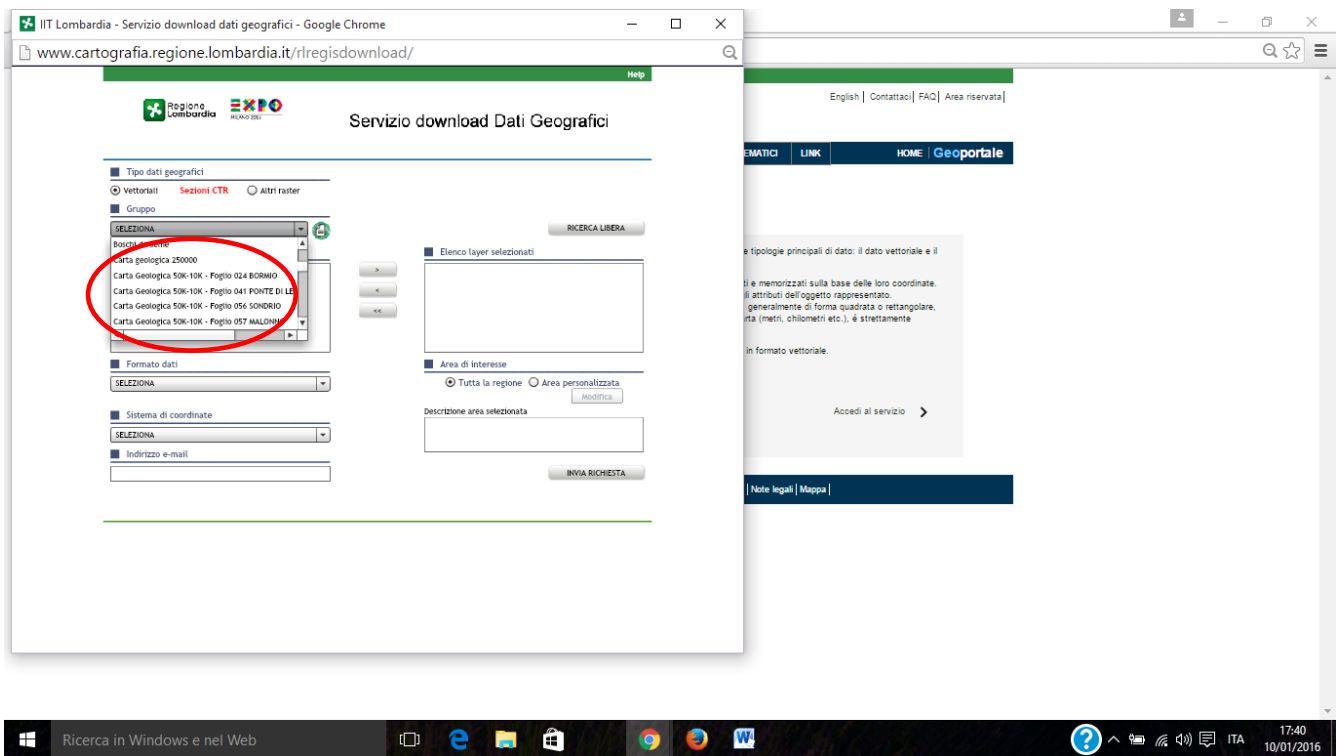 IIT Lombardia - Servizio download dati geografici - Google Chrome
www.cartografia.regione.lombardia.it/rlregisdownload/
Help
Regione
Lombardia
EXPO
Servizio download Dati Geografici
Tipo dati geografici
Vettoriali Sezioni CTR Altri raster
Gruppo
SELEZIONA
RICERCA LIBERA
Boschi da seme
Carta geologica 250000
Carta Geologica 50K-10K - Foglio 024 BORMIO
Carta Geologica 50K-10K - Foglio 041 PONTE DI LE
Carta Geologica 50K-10K - Foglio 056 SONDRIO
Carta Geologica 50K-10K - Foglio 057 MALONNO
Elenco layer selezionati
>
<
<<
Formato dati
SELEZIONA
Area di interesse
Tutta la regione Area personalizzata
Modifica
Sistema di coordinate
SELEZIONA
Descrizione area selezionata
Indirizzo e-mail
INVIA RICHIESTA
English | Contattaci | FAQ | Area riservata |
EMATICI LINK HOME | Geoportale
e tipologie principali di dato: il dato vettoriale e il
ti e memorizzati sulla base delle loro coordinate.
li attributi dell'oggetto rappresentato.
generalmente di forma quadrata o rettangolare,
rta (metri, chilometri etc.), é strettamente
in formato vettoriale.
Accedi al servizio
| Note legali | Mappa |
Ricerca in Windows e nel Web
ITA
17:40
10/01/2016